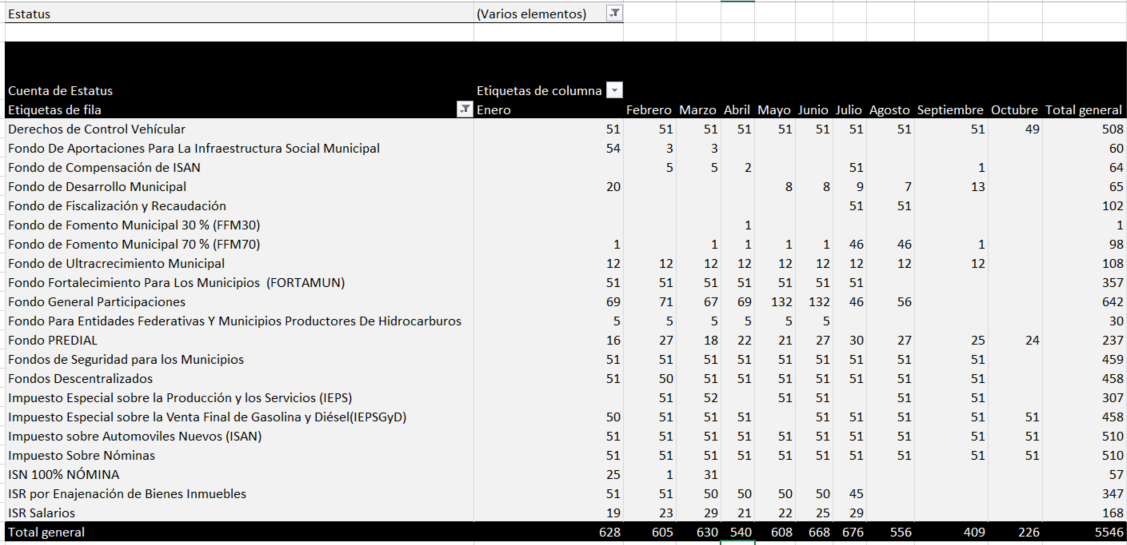 Estatus (Varios elementos)
Cuenta de Estatus Etiquetas de columna
Etiquetas de fila Enero Febrero Marzo Abril Mayo Junio Julio Agosto Septiembre Octubre Total general
Derechos de Control Vehícular 51 51 51 51 51 51 51 51 51 49 508
Fondo De Aportaciones Para La Infraestructura Social Municipal 54 3 3 60
Fondo de Compensación de ISAN 5 5 2 51 1 64
Fondo de Desarrollo Municipal 20 8 8 9 7 13 65
Fondo de Fiscalización y Recaudación 51 51 102
Fondo de Fomento Municipal 30 % (FFM30) 1 1
Fondo de Fomento Municipal 70 % (FFM70) 1 1 1 1 1 46 46 1 98
Fondo de Ultracrecimiento Municipal 12 12 12 12 12 12 12 12 12 108
Fondo Fortalecimiento Para Los Municipios (FORTAMUN) 51 51 51 51 51 51 51 357
Fondo General Participaciones 69 71 67 69 132 132 46 56 642
Fondo Para Entidades Federativas Y Municipios Productores De Hidrocarburos 5 5 5 5 5 5 30
Fondo PREDIAL 16 27 18 22 21 27 30 27 25 24 237
Fondos de Seguridad para los Municipios 51 51 51 51 51 51 51 51 51 459
Fondos Descentralizados 51 50 51 51 51 51 51 51 51 458
Impuesto Especial sobre la Producción y los Servicios (IEPS) 51 52 51 51 51 51 307
Impuesto Especial sobre la Venta Final de Gasolina y Diésel(IEPSGyD) 50 51 51 51 51 51 51 51 51 458
Impuesto sobre Automoviles Nuevos (ISAN) 51 51 51 51 51 51 51 51 51 51 510
Impuesto Sobre Nóminas 51 51 51 51 51 51 51 51 51 51 510
ISN 100% NÓMINA 25 1 31 57
ISR por Enajenación de Bienes Inmuebles 51 51 50 50 50 50 45 347
ISR Salarios 19 23 29 21 22 25 29 168
Total general 628 605 630 540 608 668 676 556 409 226 5546